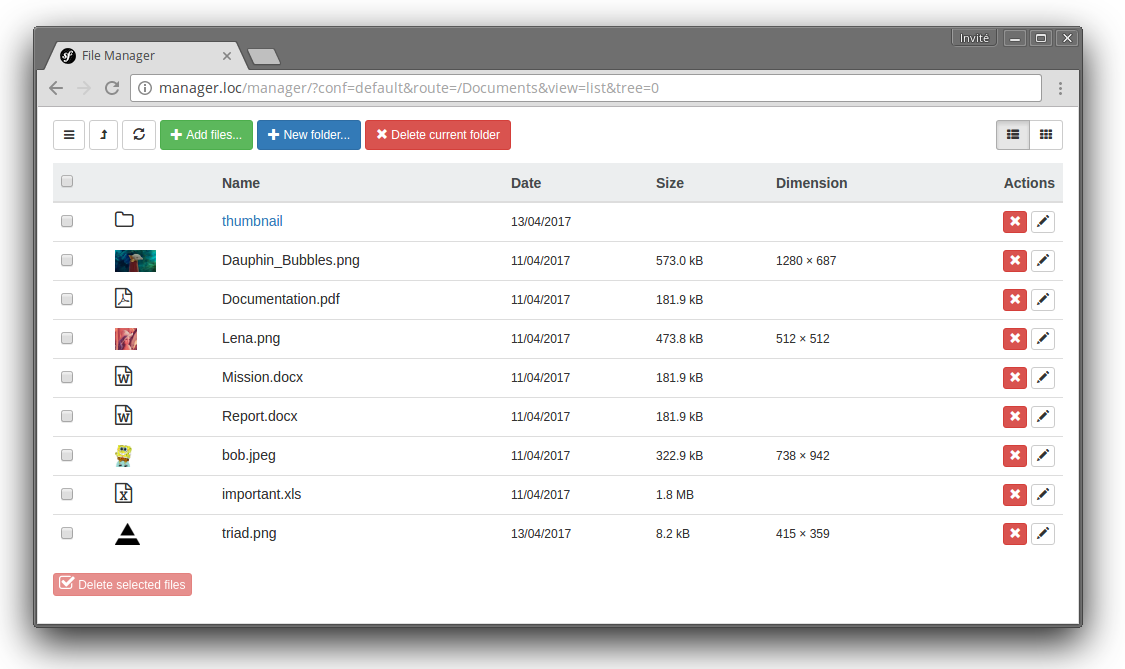 Invité
File Manager
manager.loc/manager/?conf=default&route=/Documents&view=list&tree=0
Add files... New folder... Delete current folder
Name Date Size Dimension Actions
thumbnail 13/04/2017
Dauphin_Bubbles.png 11/04/2017 573.0 kB 1280 × 687
Documentation.pdf 11/04/2017 181.9 kB
Lena.png 11/04/2017 473.8 kB 512 × 512
Mission.docx 11/04/2017 181.9 kB
Report.docx 11/04/2017 181.9 kB
bob.jpeg 11/04/2017 322.9 kB 738 × 942
important.xls 11/04/2017 1.8 MB
triad.png 13/04/2017 8.2 kB 415 × 359
Delete selected files